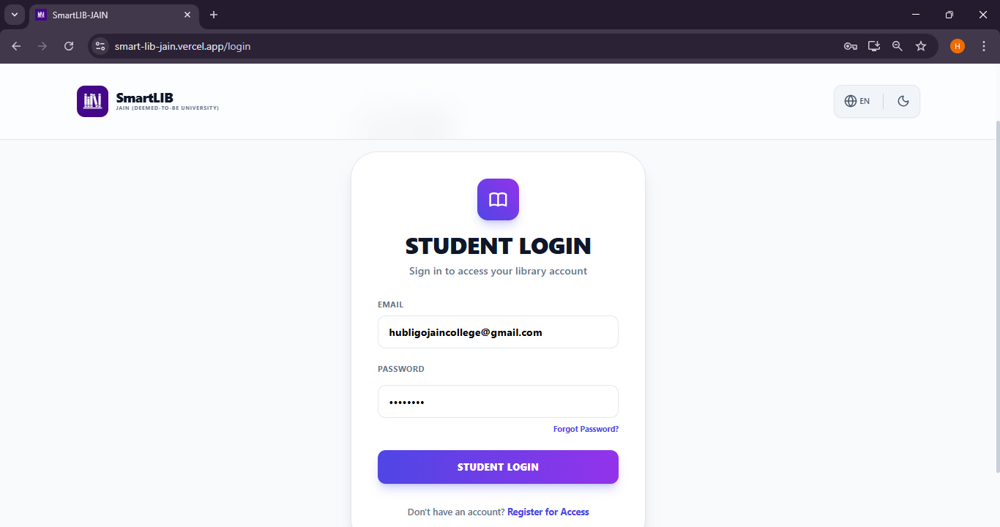 SmartLIB-JAIN
smart-lib-jain.vercel.app/login
H
SmartLIB
JAIN (DEEMED-TO-BE UNIVERSITY)
EN
STUDENT LOGIN
Sign in to access your library account
EMAIL
hubligojaincollege@gmail.com
PASSWORD
••••••••
Forgot Password?
STUDENT LOGIN
Don't have an account? Register for Access